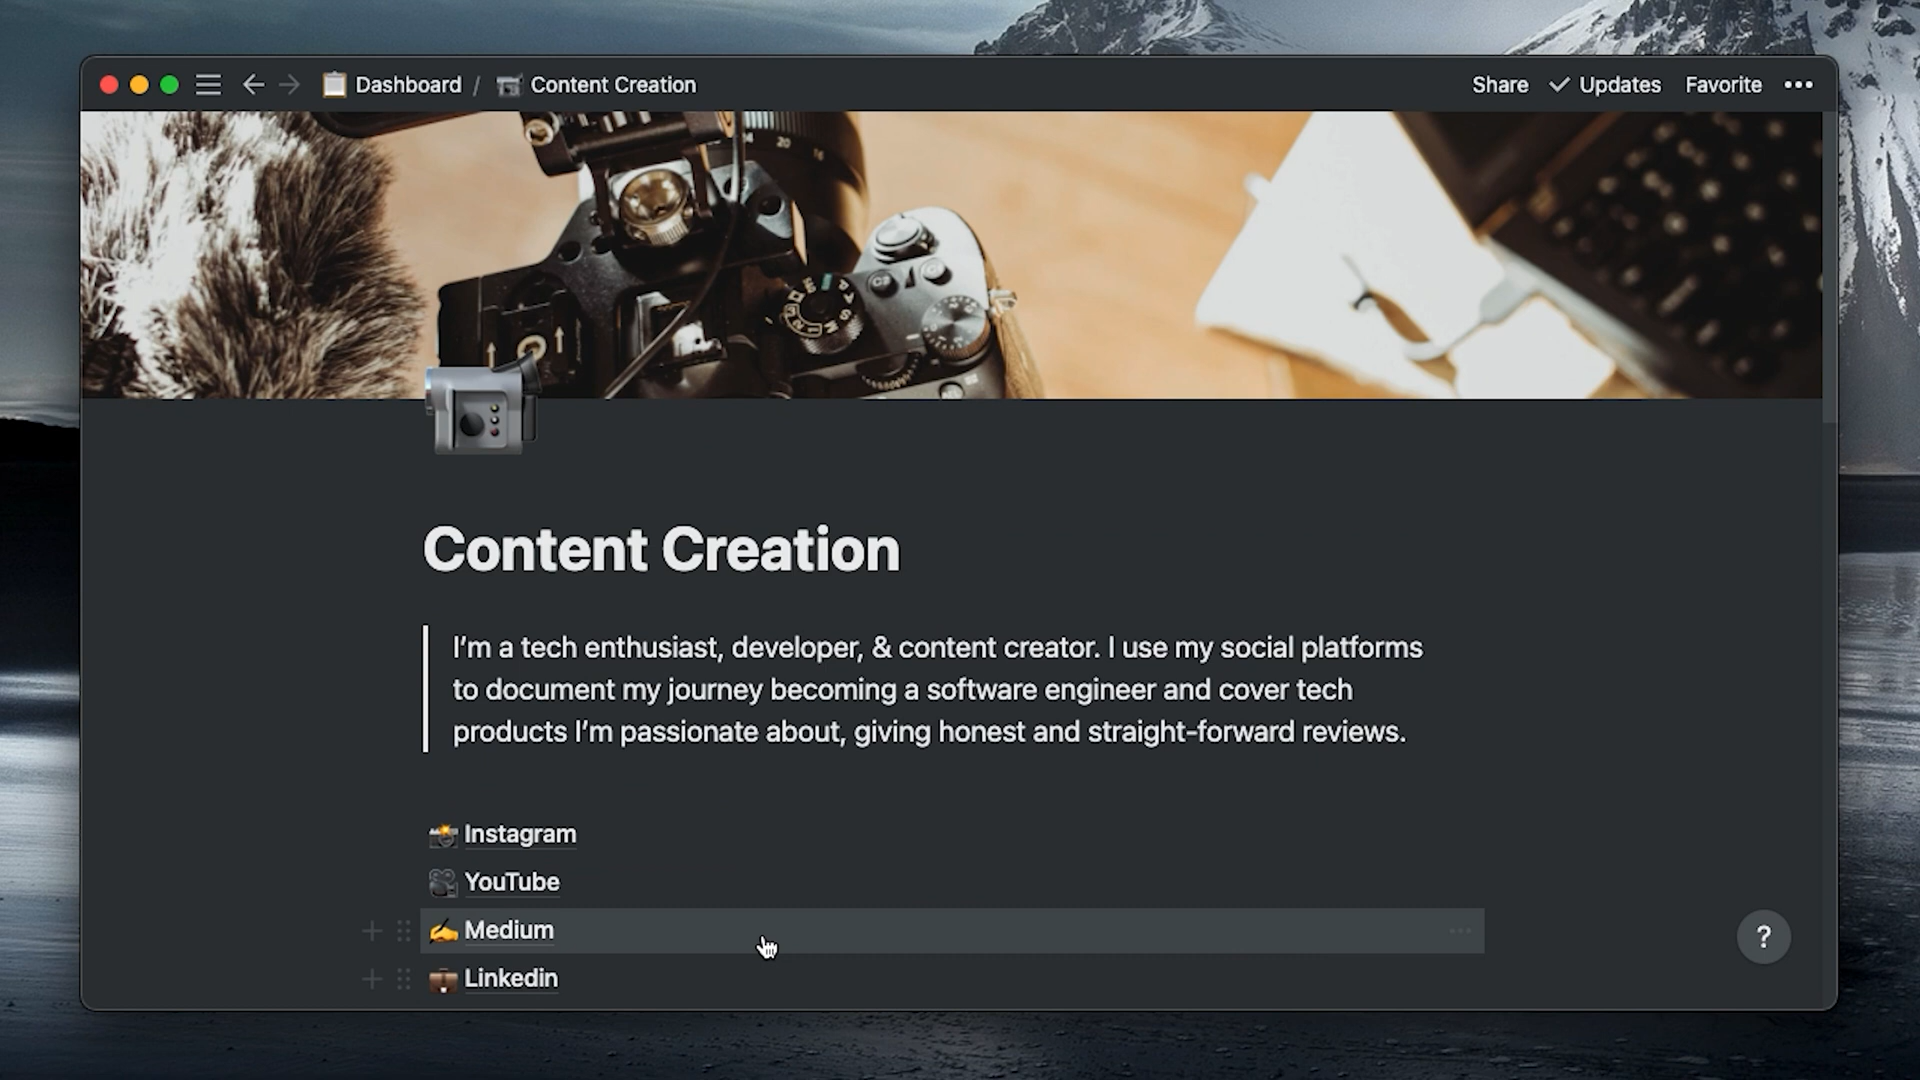 Dashboard / Content Creation
Share Updates Favorite •••
20 16
Content Creation
I'm a tech enthusiast, developer, & content creator. I use my social platforms
to document my journey becoming a software engineer and cover tech
products I'm passionate about, giving honest and straight-forward reviews.
Instagram
YouTube
Medium
Linkedin
?